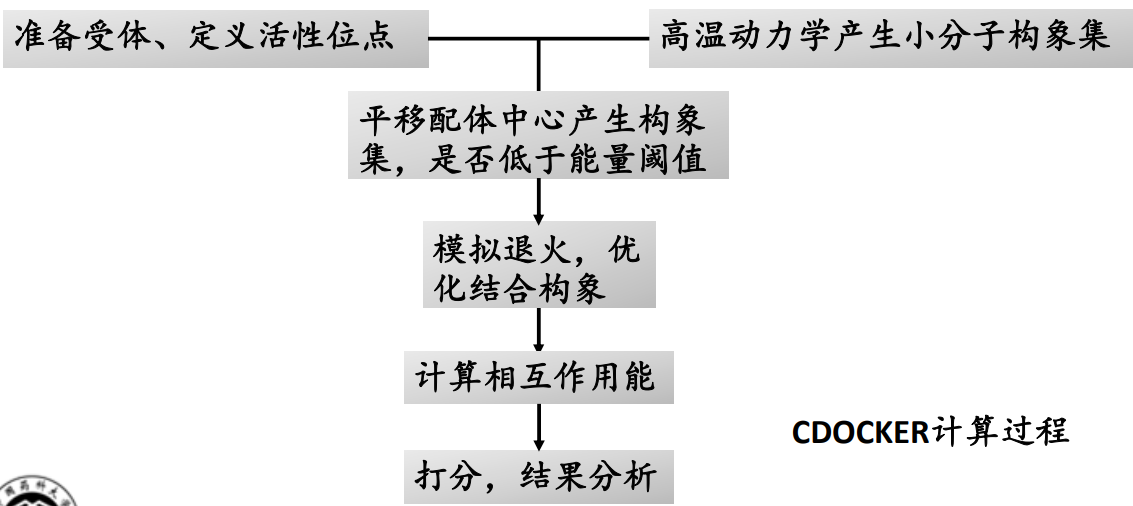 准备受体、定义活性位点
高温动力学产生小分子构象集
平移配体中心产生构象
集，是否低于能量阈值
模拟退火，优
化结合构象
计算相互作用能
CDOCKER计算过程
打分，结果分析